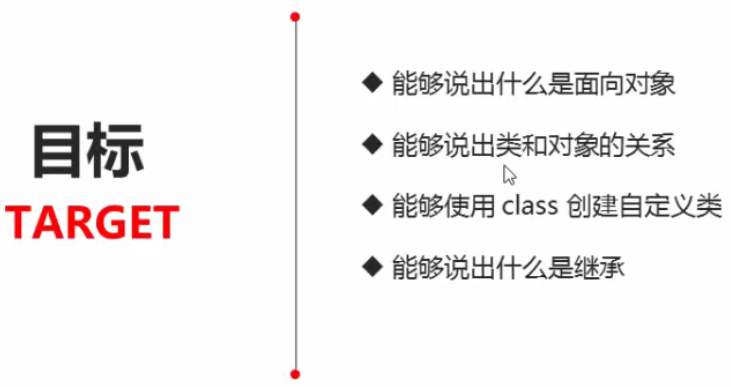 目标
TARGET
◆ 能够说出什么是面向对象
◆ 能够说出类和对象的关系
◆ 能够使用 class 创建自定义类
◆ 能够说出什么是继承